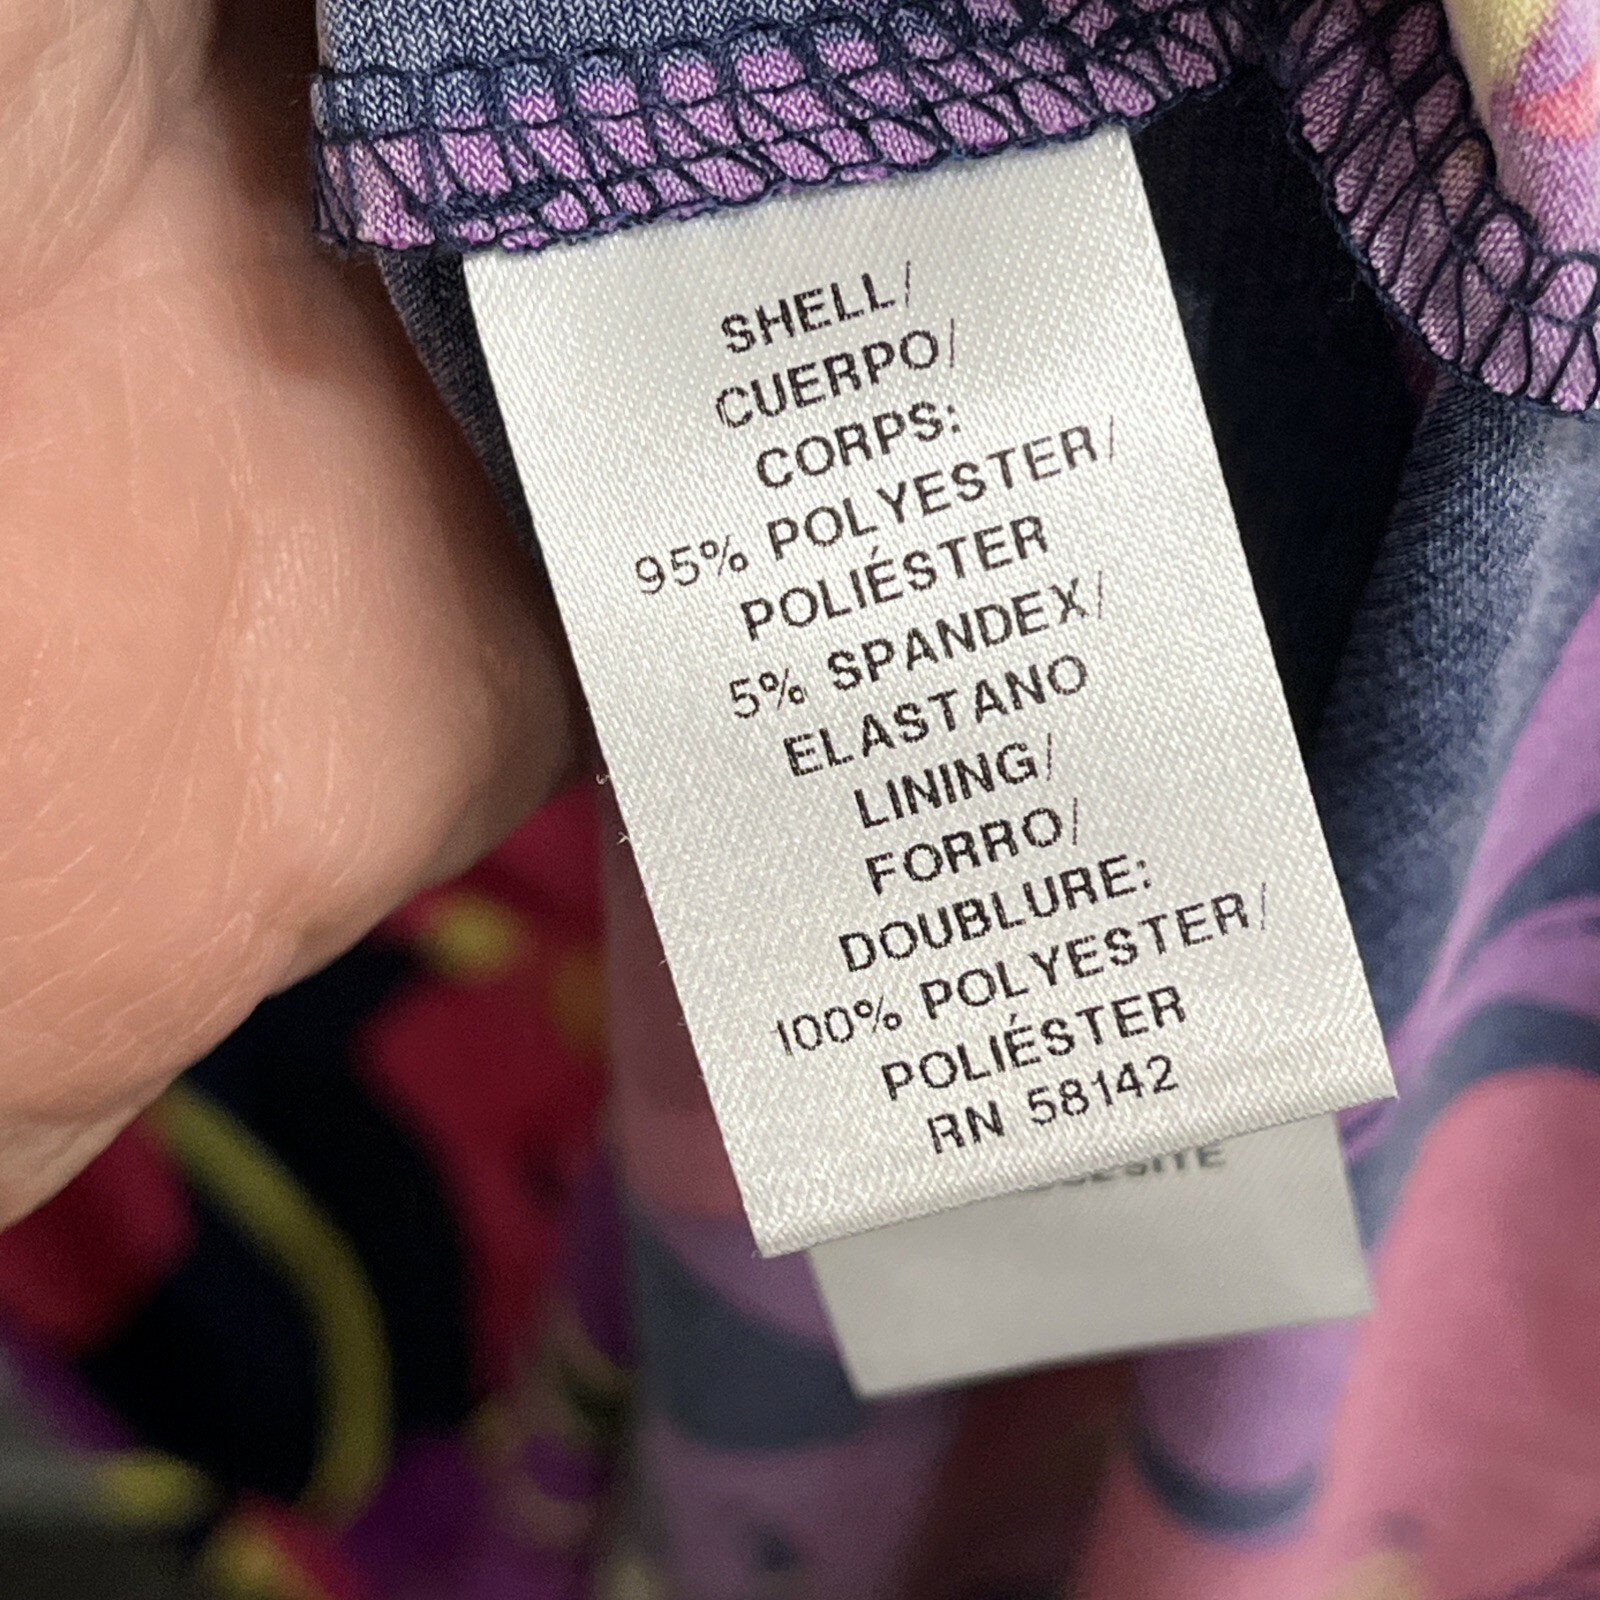 SHELL/
CUERPO/
CORPS:
95% POLYESTER/
POLIÉSTER
5% SPANDEX/
ELASTANO
LINING/
FORRO/
DOUBLURE:
100% POLYESTER/
POLIÉSTER
RN 58142